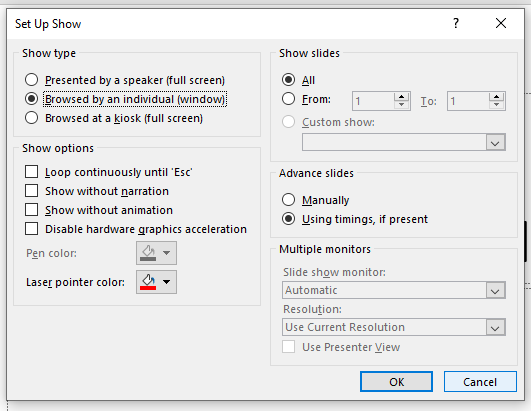 Set Up Show
Show type
Presented by a speaker (full screen)
Browsed by an individual (window)
Browsed at a kiosk (full screen)
Show options
Loop continuously until 'Esc'
Show without narration
Show without animation
Disable hardware graphics acceleration
Pen color:
Laser pointer color:
Show slides
All
From: 1 To: 1
Custom show:
Advance slides
Manually
Using timings, if present
Multiple monitors
Slide show monitor:
Automatic
Resolution:
Use Current Resolution
Use Presenter View
OK Cancel